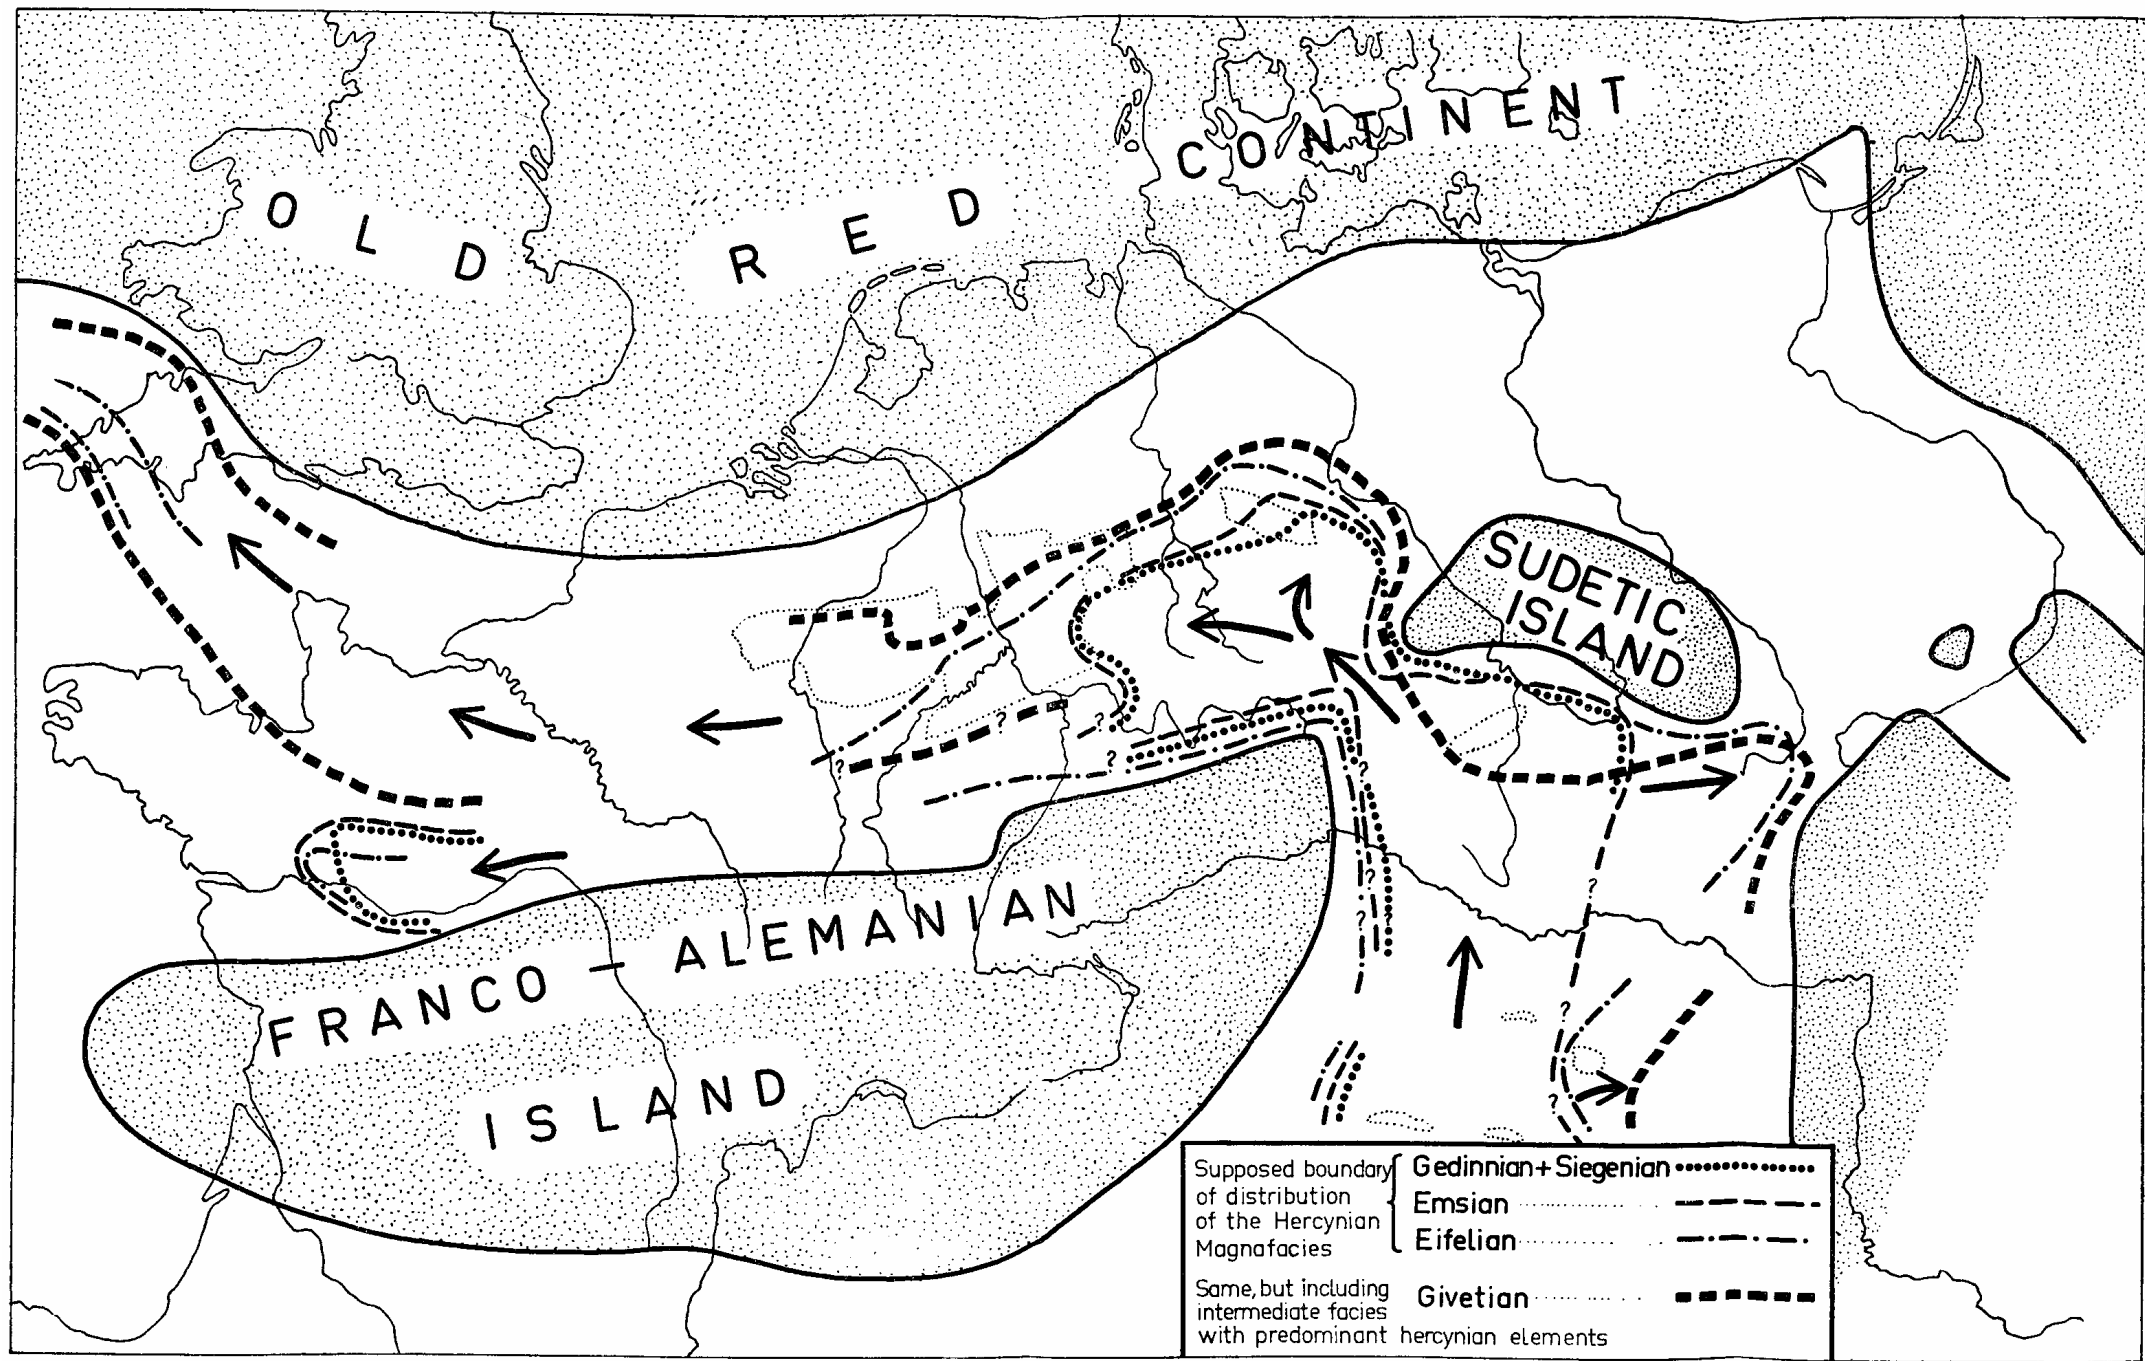 OLD RED CONTINENT
SUDETIC
ISLAND
FRANCO – ALEMANIAN
ISLAND
?
?
?
?
?
?
?
?
?
?
?
Supposed boundary
of distribution
of the Hercynian
Magnafacies
Gedinnian+Siegenian
Emsian
Eifelian
Same, but including
intermediate facies
with predominant hercynian elements
Givetian